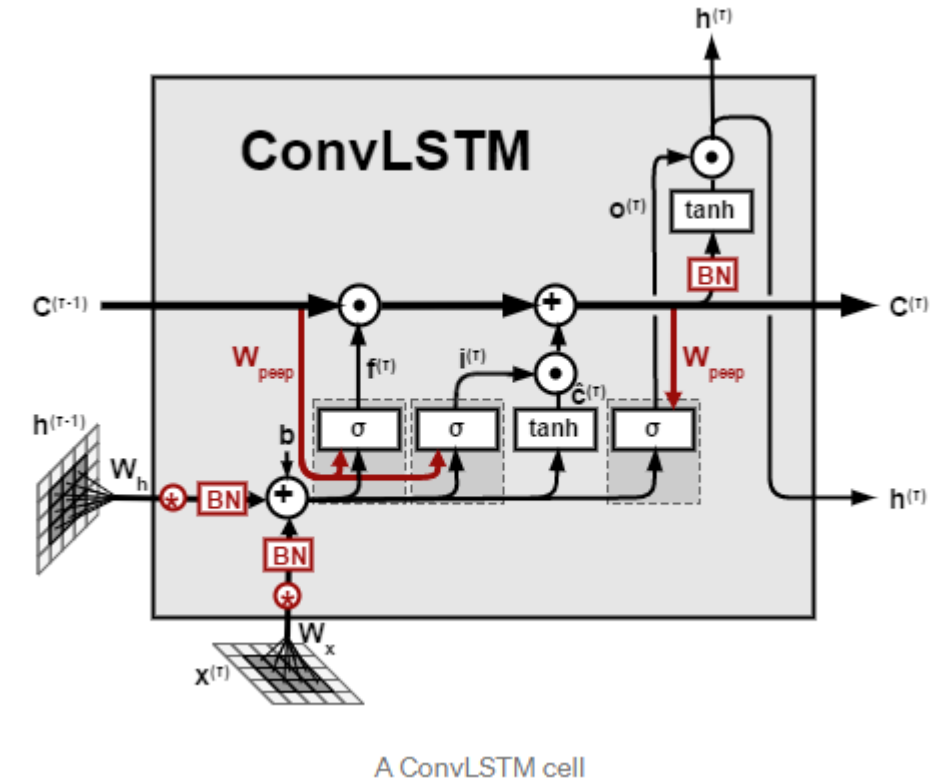 h(τ)
ConvLSTM
o(τ)
tanh
BN
C(τ-1)
+
C(τ)
W peep
f(τ)
i(τ)
ĉ(τ)
W peep
h(τ-1)
b
σ
σ
tanh
σ
W h
*
BN
+
h(τ)
BN
*
W x
x(τ)
A ConvLSTM cell